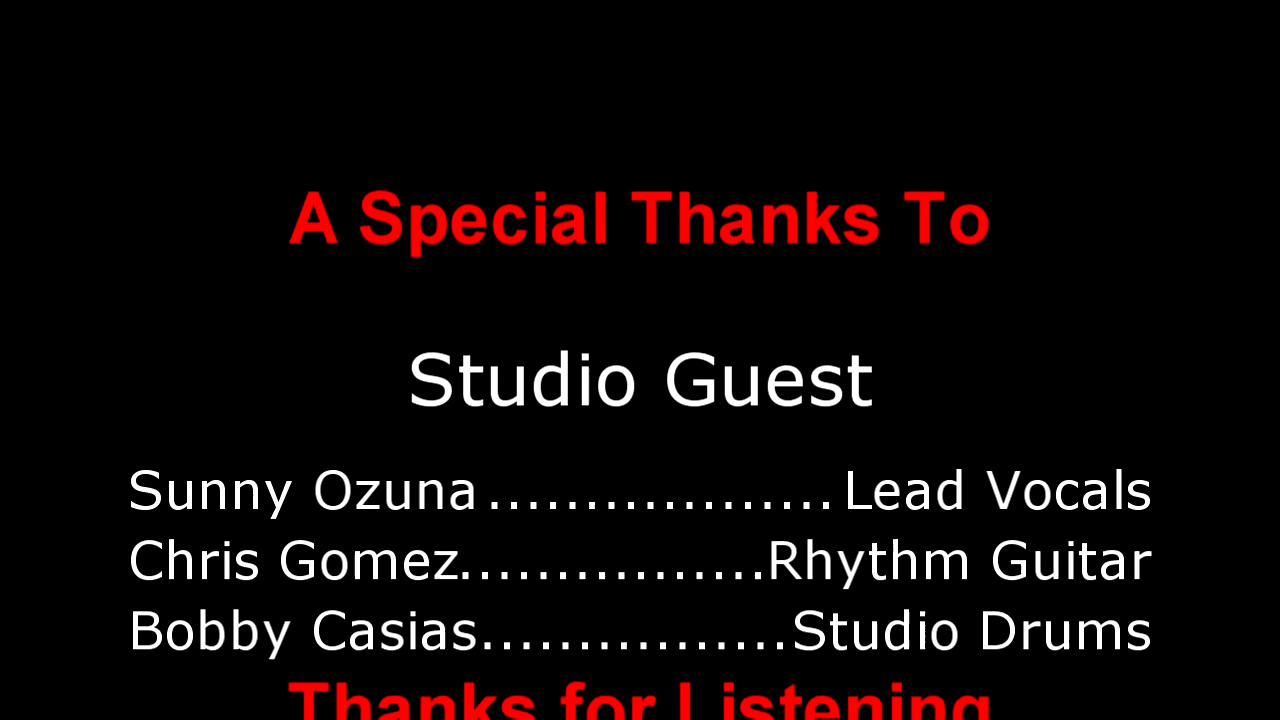 A Special Thanks To
Studio Guest
Sunny Ozuna..................Lead Vocals
Chris Gomez................Rhythm Guitar
Bobby Casias................Studio Drums
Thanks for Listening